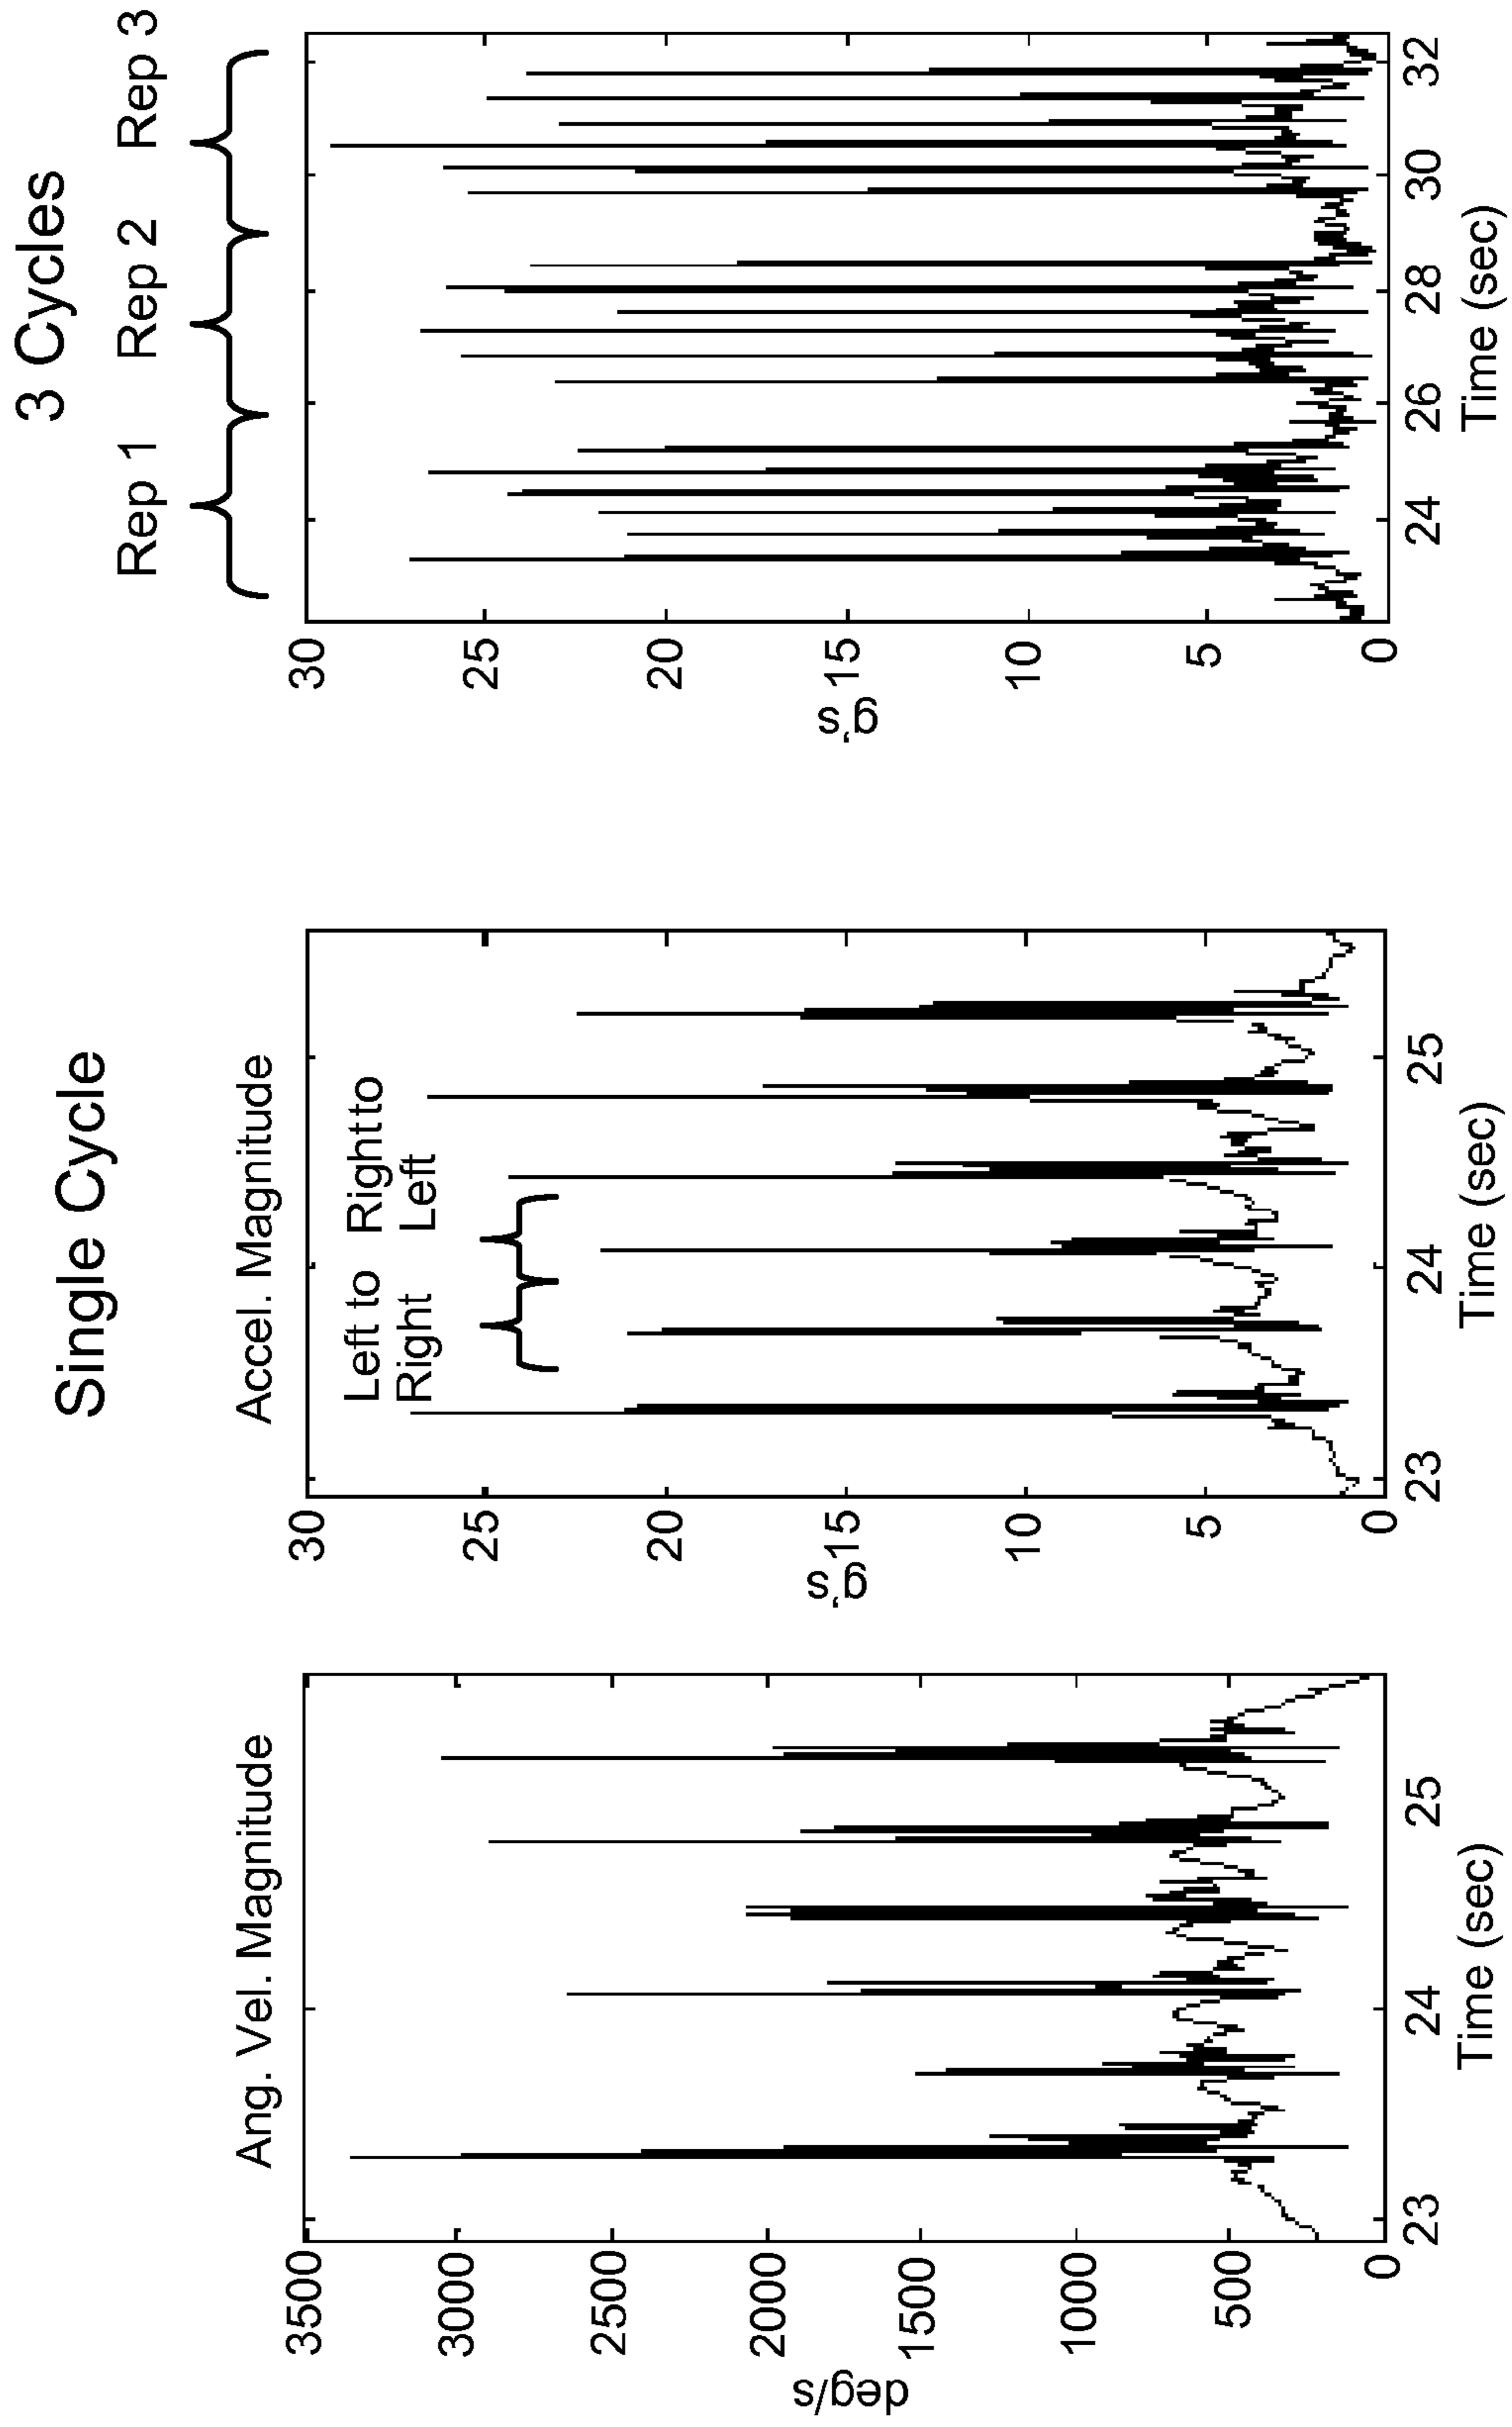 Single Cycle
3 Cycles
Ang. Vel. Magnitude
3500
3000
2500
2000
1500
1000
500
0
deg/s
23
24
25
Time (sec)
Accel. Magnitude
Left to
Right
Right to
Left
30
25
20
15
10
5
0
g's
23
24
25
Time (sec)
Rep 1
Rep 2
Rep 3
30
25
20
15
10
5
0
g's
24
26
28
30
32
Time (sec)